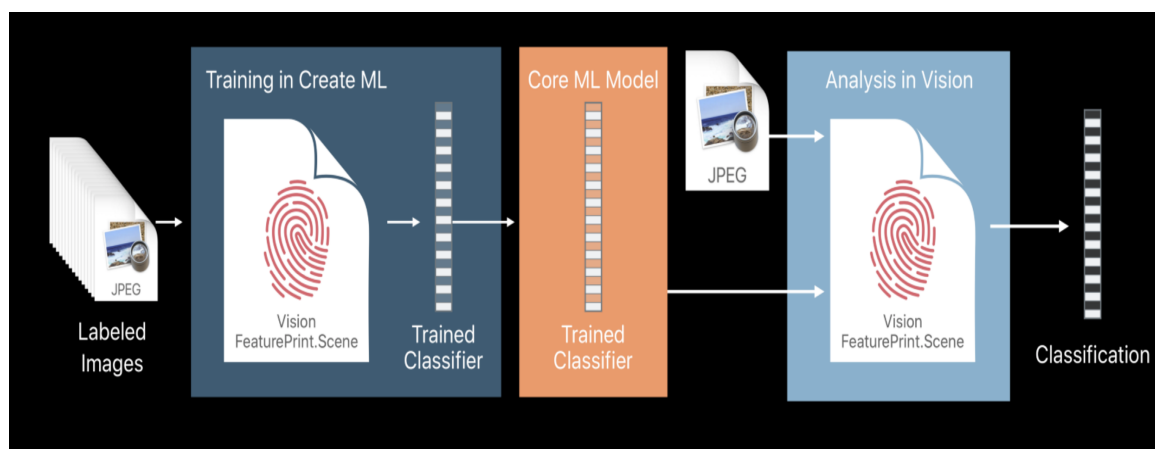 Training in Create ML
Core ML Model
Analysis in Vision
JPEG
JPEG
Vision
FeaturePrint.Scene
Vision
FeaturePrint.Scene
Labeled
Images
Trained
Classifier
Trained
Classifier
Classification